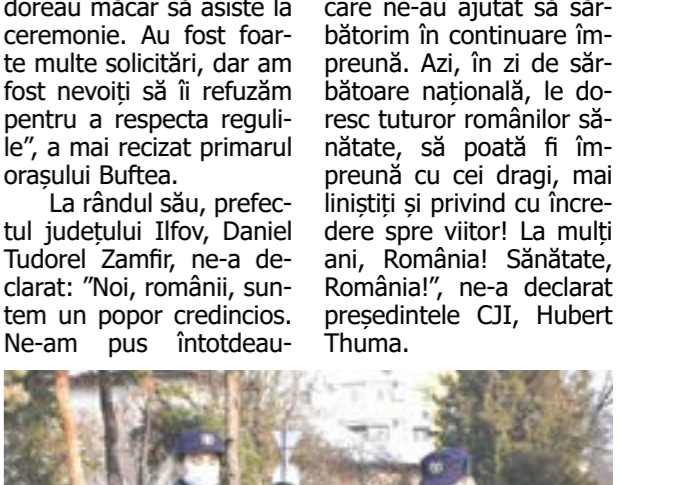 doreau măcar să asiste la
ceremonie. Au fost foar-
te multe solicitări, dar am
fost nevoiți să îi refuzăm
pentru a respecta reguli-
le”, a mai recizat primarul
orașului Buftea.
La rândul său, prefec-
tul județului Ilfov, Daniel
Tudorel Zamfir, ne-a de-
clarat: ”Noi, românii, sun-
tem un popor credincios.
Ne-am pus întotdeau-
care ne-au ajutat să săr-
bătorim în continuare îm-
preună. Azi, în zi de săr-
bătoare națională, le do-
resc tuturor românilor să-
nătate, să poată fi îm-
preună cu cei dragi, mai
liniștiți și privind cu încre-
dere spre viitor! La mulți
ani, România! Sănătate,
România!”, ne-a declarat
președintele CJI, Hubert
Thuma.